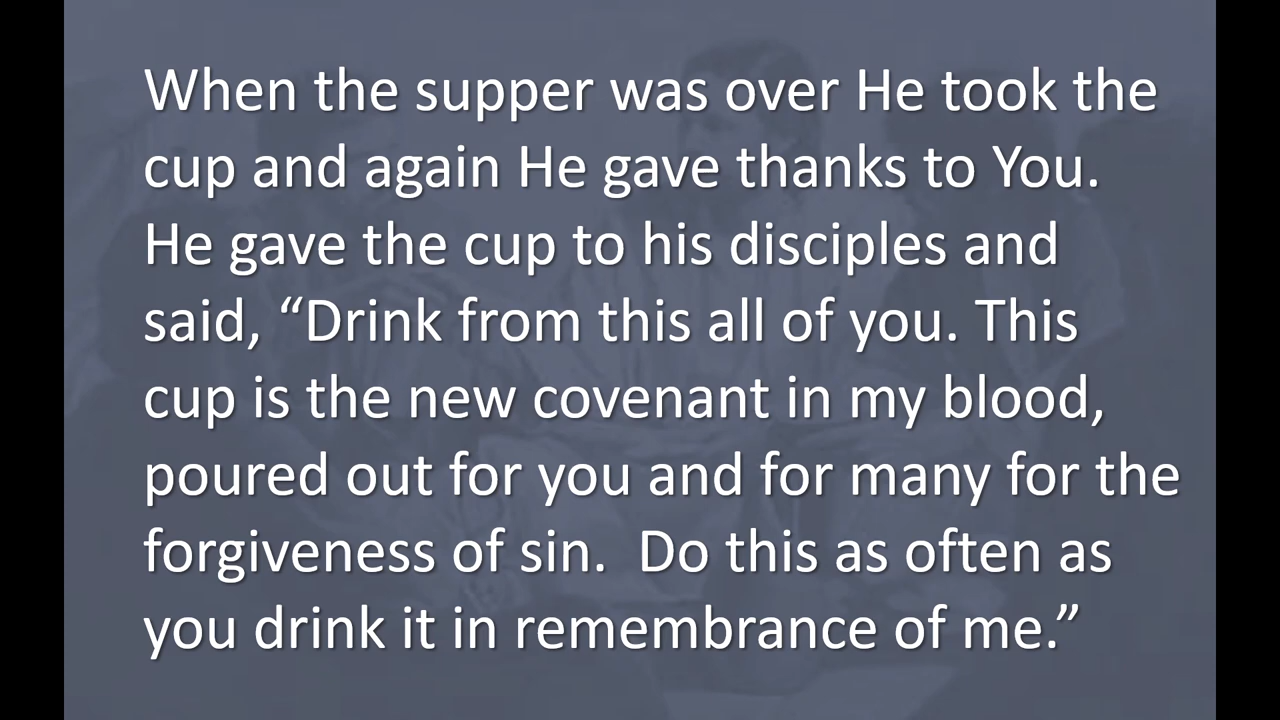 When the supper was over He took the
cup and again He gave thanks to You.
He gave the cup to his disciples and
said, “Drink from this all of you. This
cup is the new covenant in my blood,
poured out for you and for many for the
forgiveness of sin.  Do this as often as
you drink it in remembrance of me.”